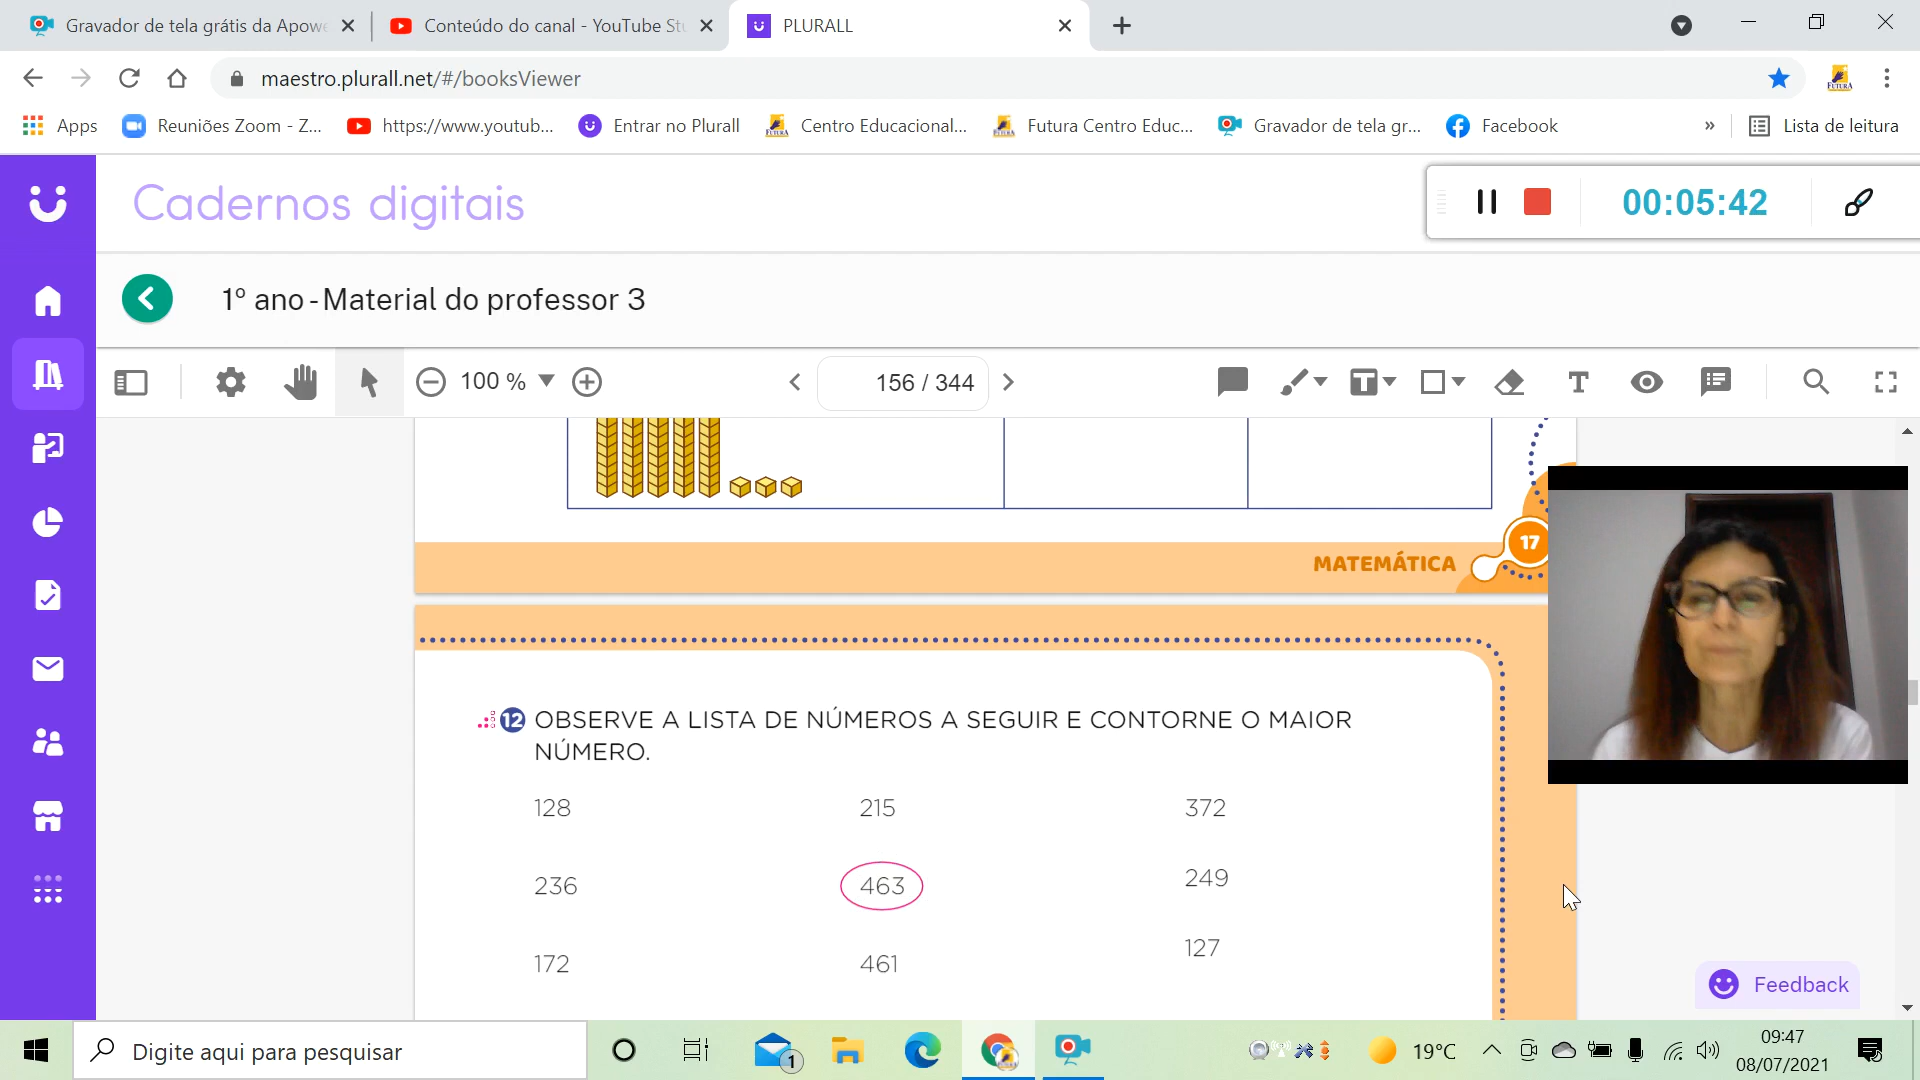 Gravador de tela grátis da Apowe
Conteúdo do canal - YouTube Stu
PLURALL
maestro.plurall.net/#/booksViewer
FUTURA
Apps
Reuniões Zoom - Z...
https://www.youtub...
Entrar no Plurall
Centro Educacional...
Futura Centro Educ...
Gravador de tela gr...
Facebook
»
Lista de leitura
Cadernos digitais
00:05:42
1º ano - Material do professor 3
100 %
156 / 344
MATEMÁTICA
17
12 OBSERVE A LISTA DE NÚMEROS A SEGUIR E CONTORNE O MAIOR
NÚMERO.
128 215 372
236 463 249
172 461 127
Feedback
Digite aqui para pesquisar
1
19°C
09:47
08/07/2021